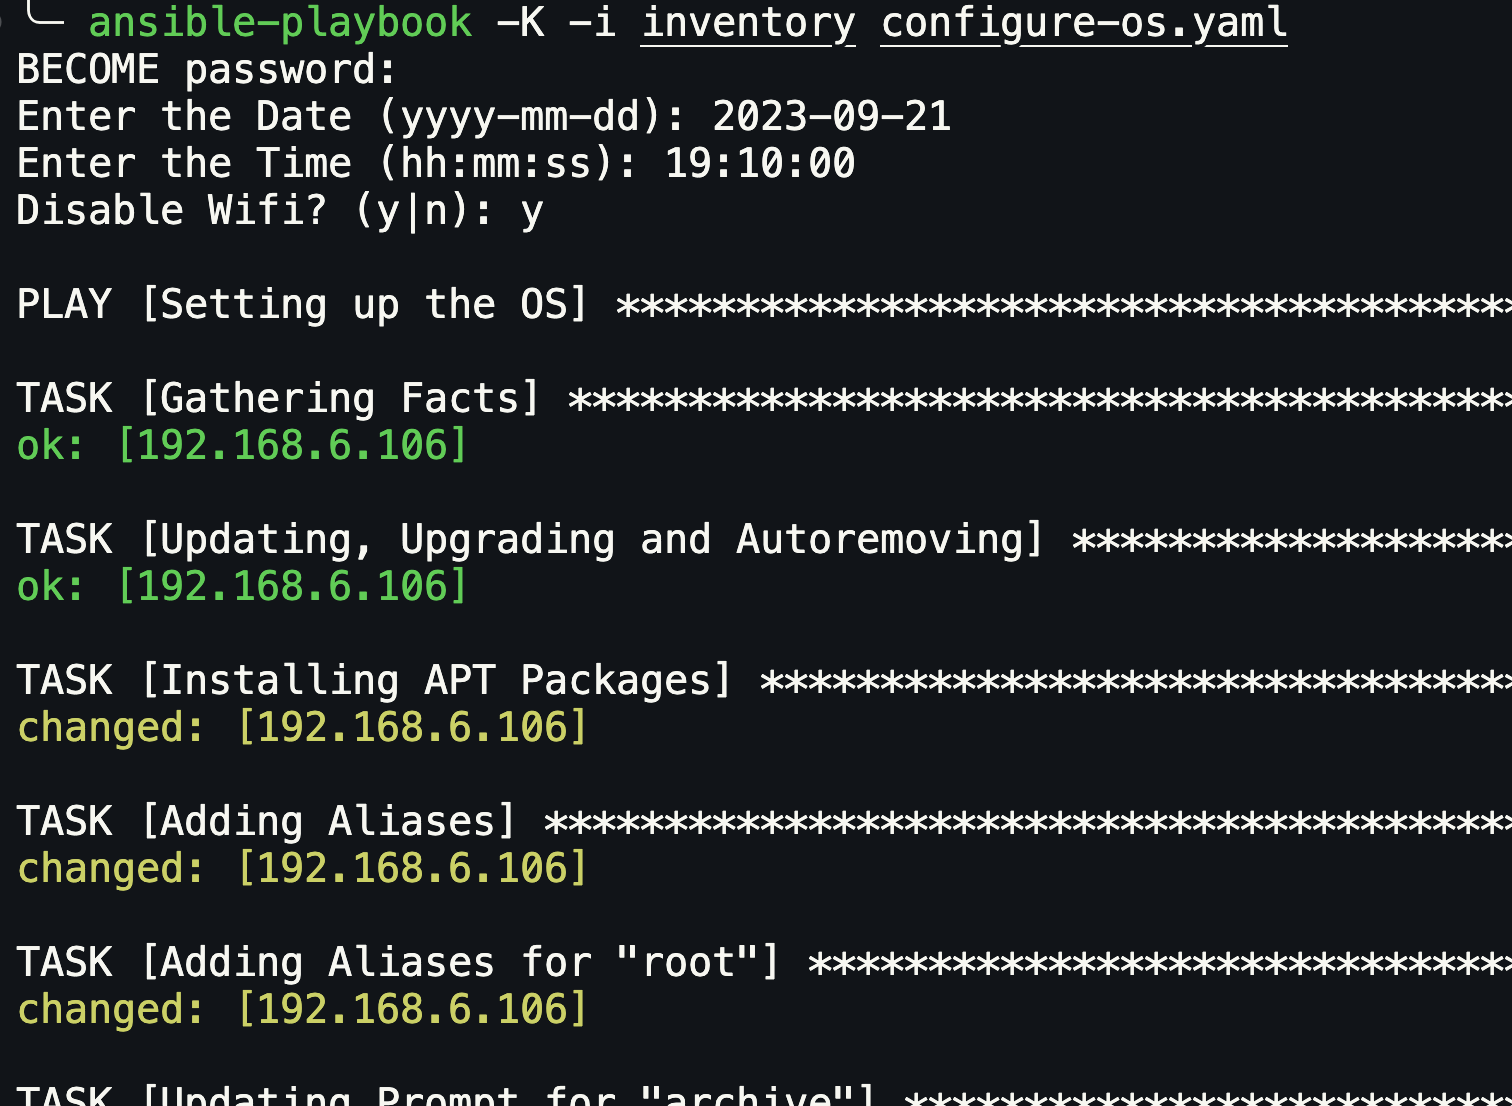 ansible-playbook -K -i inventory configure-os.yaml
BECOME password:
Enter the Date (yyyy-mm-dd): 2023-09-21
Enter the Time (hh:mm:ss): 19:10:00
Disable Wifi? (y|n): y
PLAY [Setting up the OS] **************************************
TASK [Gathering Facts] ****************************************
ok: [192.168.6.106]
TASK [Updating, Upgrading and Autoremoving] *******************
ok: [192.168.6.106]
TASK [Installing APT Packages] ********************************
changed: [192.168.6.106]
TASK [Adding Aliases] *****************************************
changed: [192.168.6.106]
TASK [Adding Aliases for "root"] ******************************
changed: [192.168.6.106]
TASK [Updating Prompt for "archive"] **************************